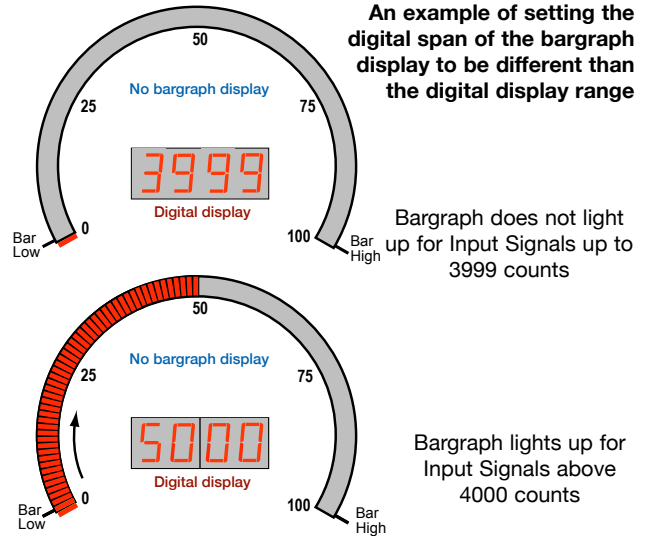 An example of setting the
digital span of the bargraph
display to be different than
the digital display range
50
No bargraph display
25
75
3999
Digital display
0
100
Bar
Low
Bar
High
Bargraph does not light
up for Input Signals up to
3999 counts
50
No bargraph display
25
75
5000
Digital display
0
100
Bar
Low
Bar
High
Bargraph lights up for
Input Signals above
4000 counts